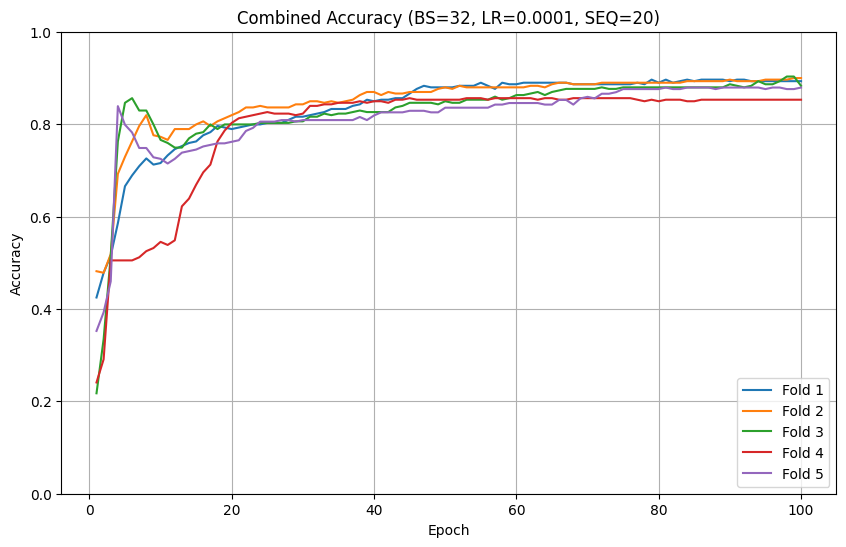 Combined Accuracy (BS=32, LR=0.0001, SEQ=20)
1.0
0.8
0.6
0.4
0.2
0.0
Accuracy
0 20 40 60 80 100
Epoch
Fold 1
Fold 2
Fold 3
Fold 4
Fold 5